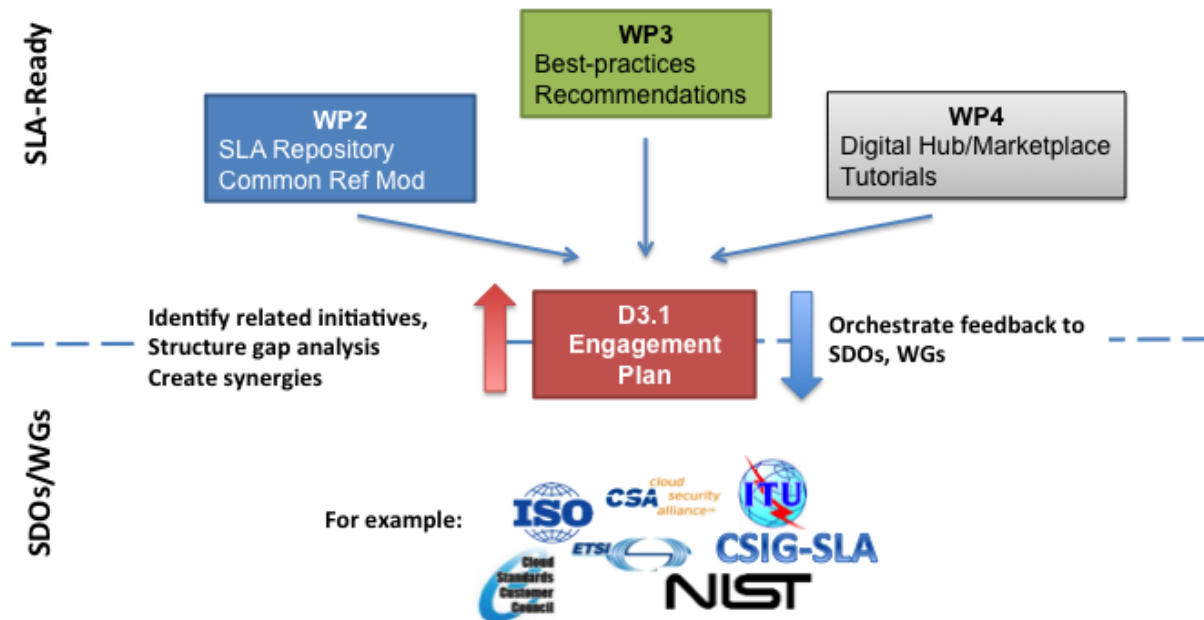 SLA-Ready
WP3
Best-practices
Recommendations
WP2
SLA Repository
Common Ref Mod
WP4
Digital Hub/Marketplace
Tutorials
Identify related initiatives,
Structure gap analysis
Create synergies
D3.1
Engagement
Plan
Orchestrate feedback to
SDOs, WGs
SDOs/WGs
For example:
ISO
CSA cloud
security
alliance™
ITU
ETSI
CSIG-SLA
Cloud
Standards
Customer
Council
NIST